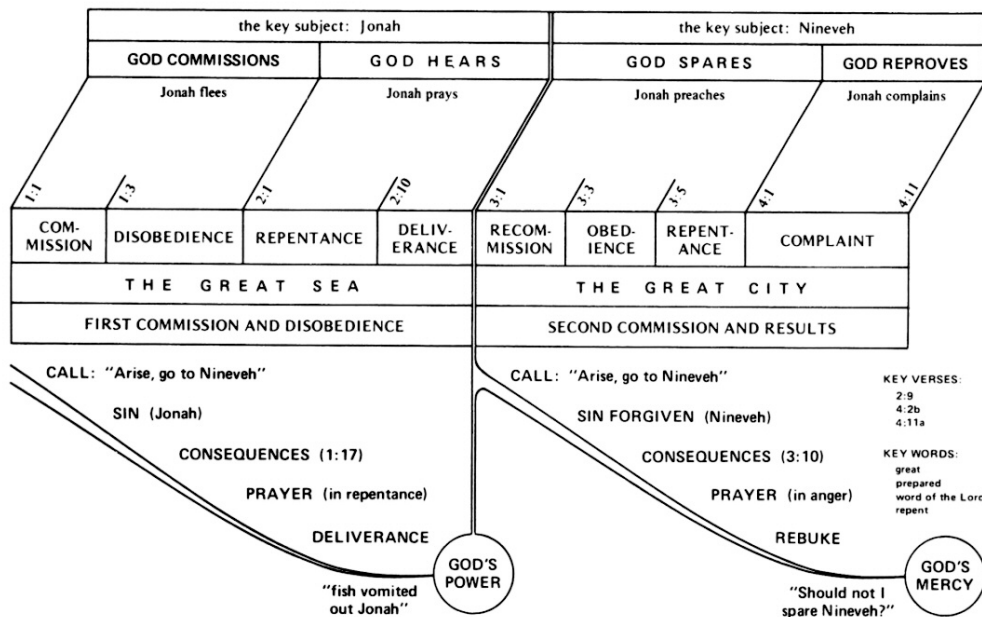 the key subject: Jonah
the key subject: Nineveh
GOD COMMISSIONS
GOD HEARS
GOD SPARES
GOD REPROVES
Jonah flees
Jonah prays
Jonah preaches
Jonah complains
1:1
1:3
2:1
2:10
3:1
3:3
3:5
4:1
4:11
COM-
MISSION
DISOBEDIENCE
REPENTANCE
DELIV-
ERANCE
RECOM-
MISSION
OBED-
IENCE
REPENT-
ANCE
COMPLAINT
THE GREAT SEA
THE GREAT CITY
FIRST COMMISSION AND DISOBEDIENCE
SECOND COMMISSION AND RESULTS
CALL: "Arise, go to Nineveh"
SIN (Jonah)
CONSEQUENCES (1:17)
PRAYER (in repentance)
DELIVERANCE
"fish vomited
out Jonah"
GOD'S
POWER
CALL: "Arise, go to Nineveh"
SIN FORGIVEN (Nineveh)
CONSEQUENCES (3:10)
PRAYER (in anger)
REBUKE
"Should not I
spare Nineveh?"
GOD'S
MERCY
KEY VERSES:
2:9
4:2b
4:11a
KEY WORDS:
great
prepared
word of the Lord
repent